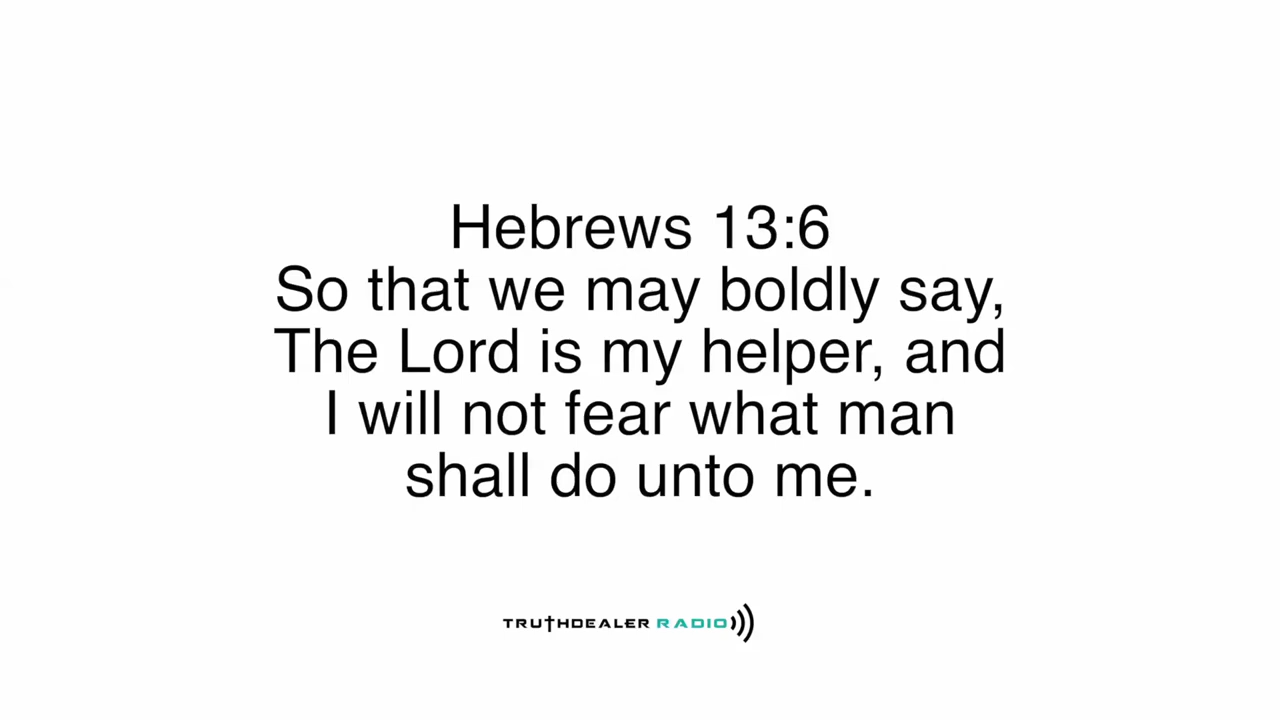 Hebrews 13:6
So that we may boldly say,
The Lord is my helper, and
I will not fear what man
shall do unto me.
TRUTHDEALER RADIO